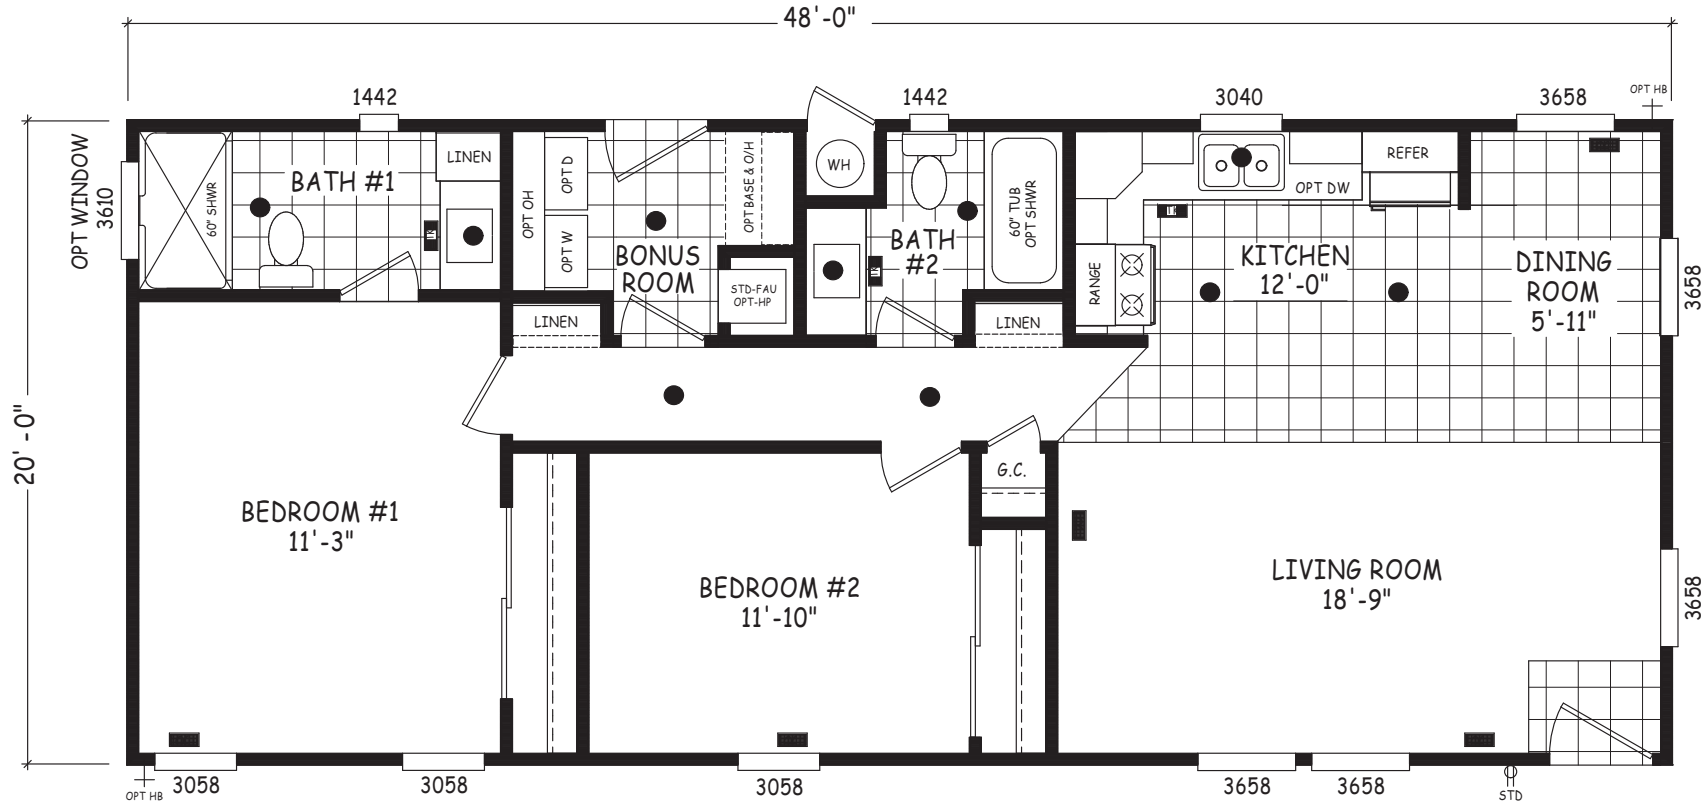 48'-0"
1442
1442
3040
3658
OPT HB
OPT WINDOW
3610
60" SHWR
BATH #1
LINEN
OPT OH
OPT D
OPT W
BONUS
ROOM
OPT BASE & O/H
STD-FAU
OPT-HP
WH
BATH
#2
60" TUB
OPT SHWR
REFER
OPT DW
RANGE
KITCHEN
12'-0"
DINING
ROOM
5'-11"
3658
LINEN
LINEN
20'-0"
G.C.
BEDROOM #1
11'-3"
BEDROOM #2
11'-10"
LIVING ROOM
18'-9"
3658
OPT HB
3058
3058
3058
3658
3658
STD